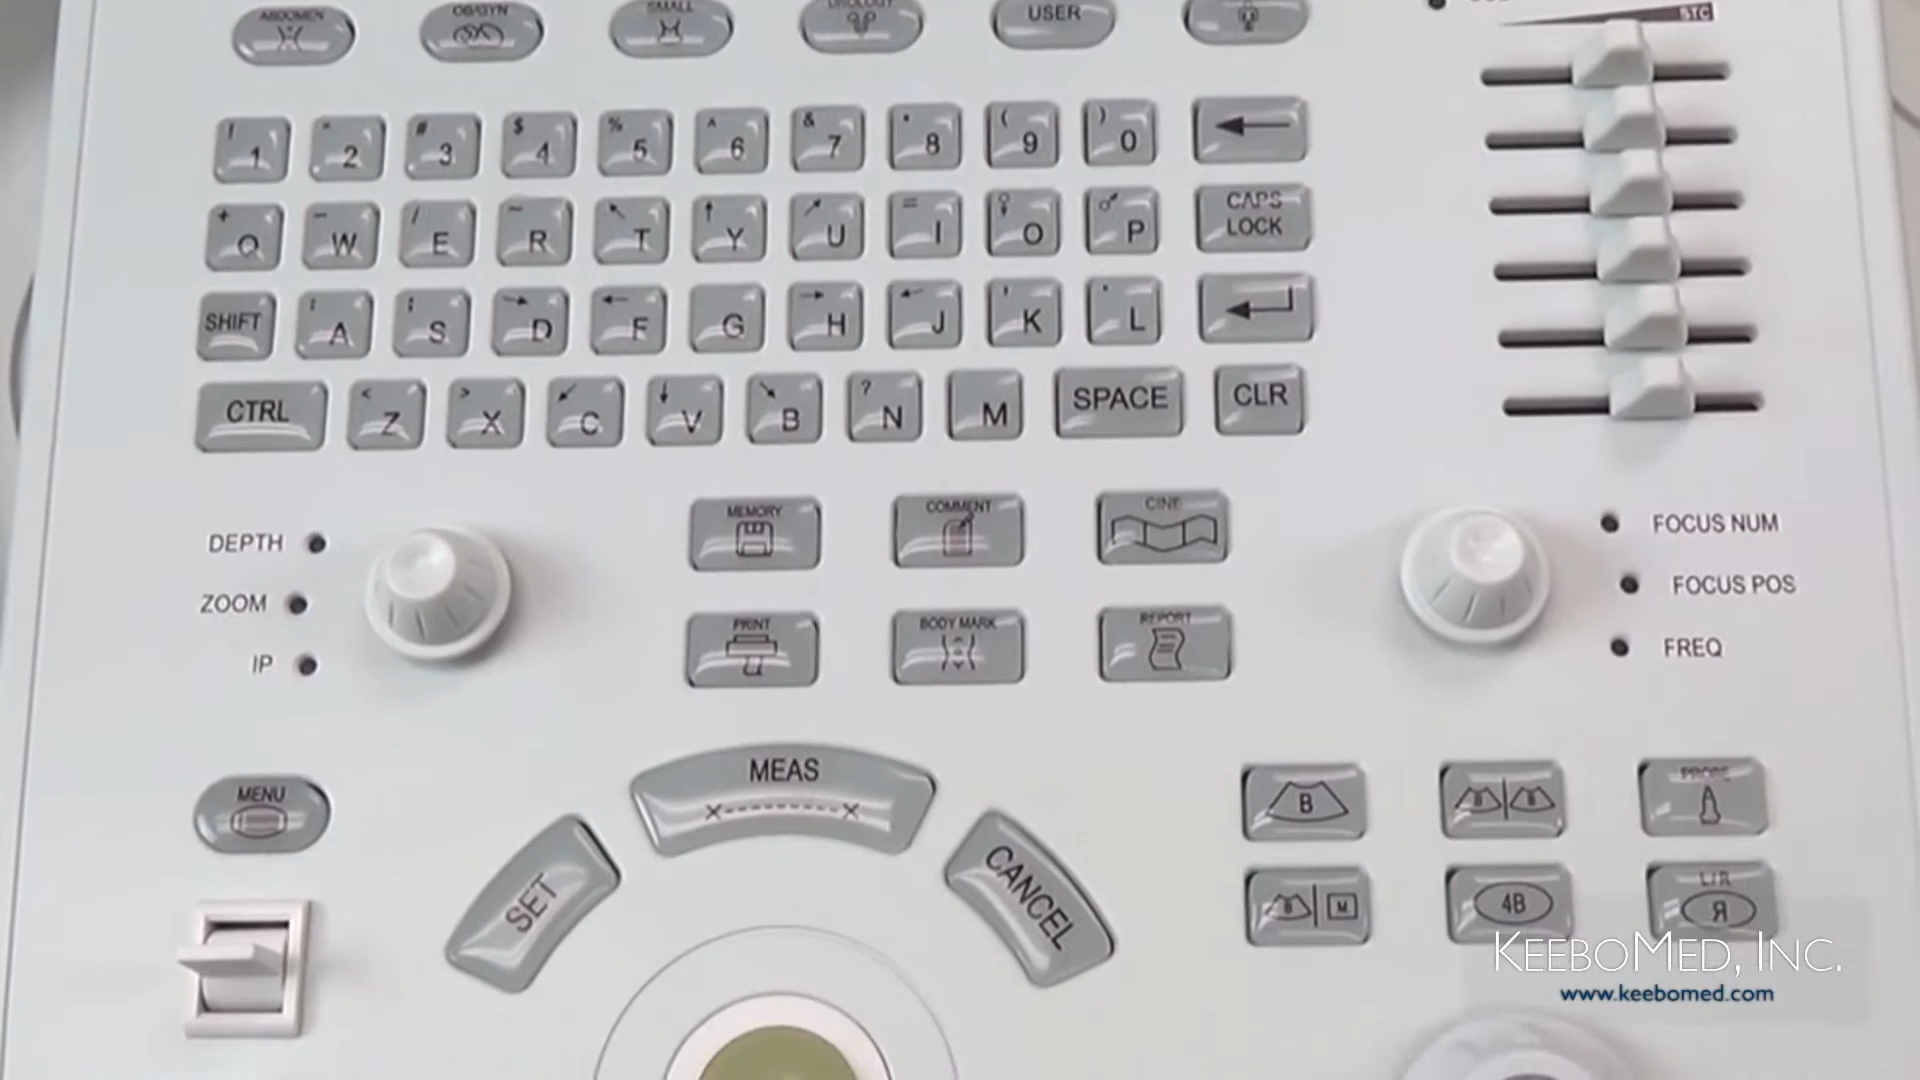 ABDOMEN OB/GYN SMALL UROLOGY USER
STC
! 1 " 2 # 3 $ 4 % 5 ^ 6 & 7 * 8 ( 9 ) 0 ←
+ Q - W / E ~ R ↖ T ↑ Y ↗ U = I ♀ O ♂ P CAPS LOCK
SHIFT A S D F G → H ← J ' K L ↵
CTRL < Z > X ↙ C ↓ V ↘ B ? N M SPACE CLR
DEPTH
ZOOM
IP
MEMORY COMMENT CINE
PRINT BODY MARK REPORT
FOCUS NUM
FOCUS POS
FREQ
MENU
MEAS
SET
CANCEL
B B|B PROBE
B|M 4B L/R
Я
KEEBOMED, INC.
www.keebomed.com